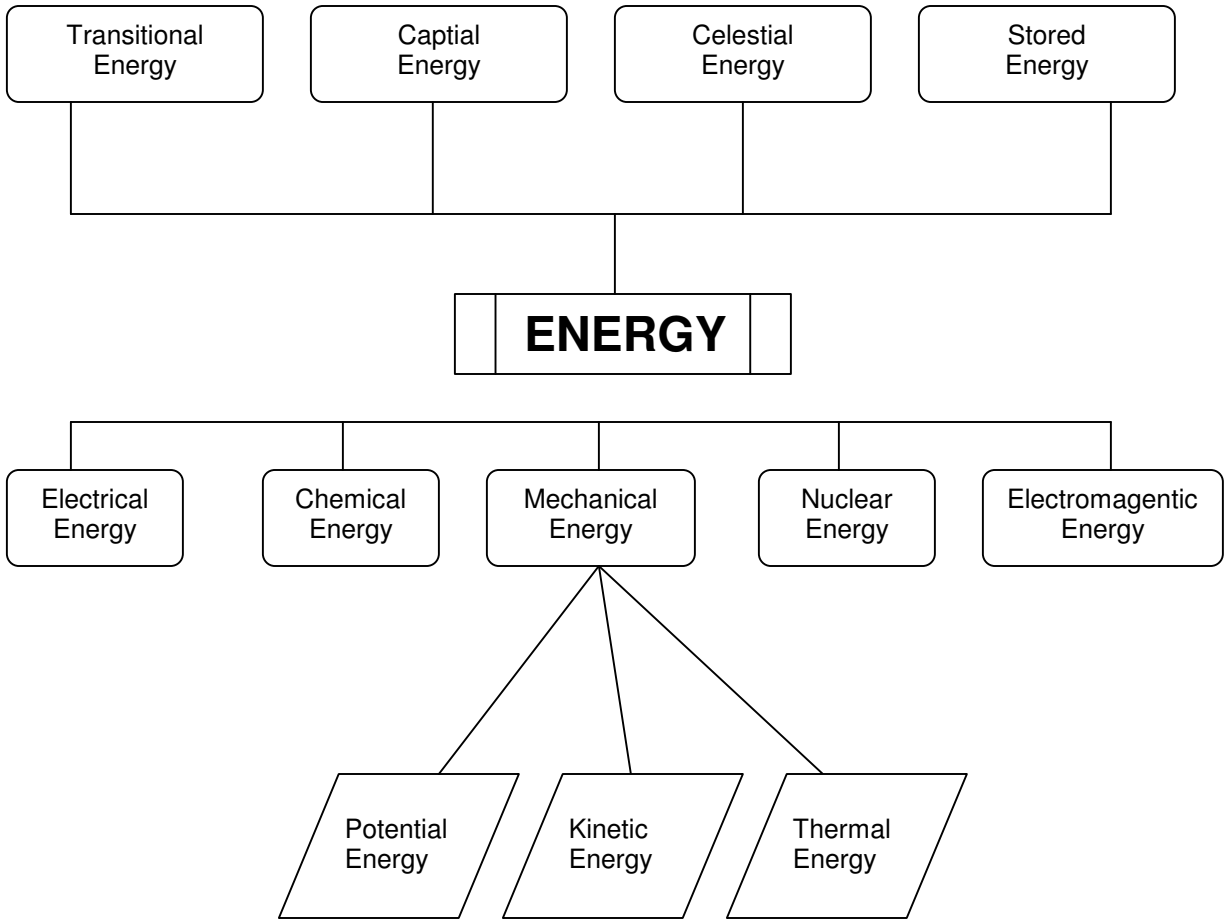 Transitional
Energy
Captial
Energy
Celestial
Energy
Stored
Energy
ENERGY
Electrical
Energy
Chemical
Energy
Mechanical
Energy
Nuclear
Energy
Electromagentic
Energy
Potential
Energy
Kinetic
Energy
Thermal
Energy